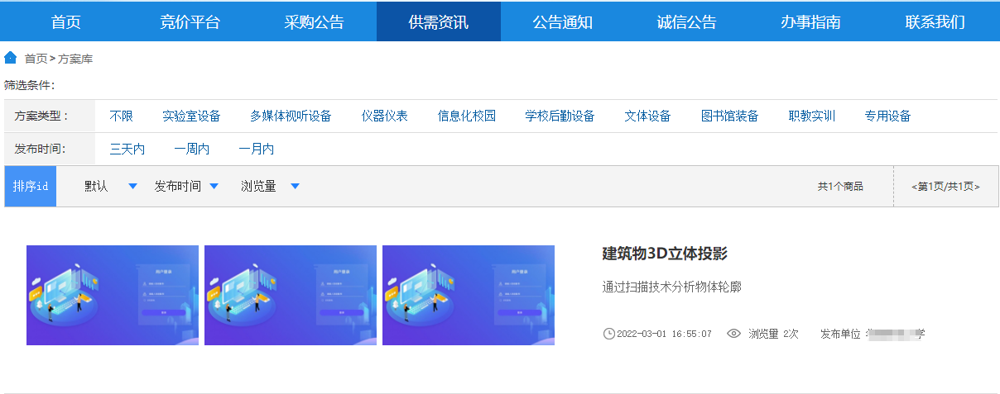 首页 竞价平台 采购公告 供需资讯 公告通知 诚信公告 办事指南 联系我们
首页 > 方案库
筛选条件:
方案类型: 不限 实验室设备 多媒体视听设备 仪器仪表 信息化校园 学校后勤设备 文体设备 图书馆装备 职教实训 专用设备
发布时间: 三天内 一周内 一月内
排序id 默认 发布时间 浏览量 共1个商品 <第1页/共1页>
用户登录 用户登录 用户登录
建筑物3D立体投影
通过扫描技术分析物体轮廓
2022-03-01 16:55:07 浏览量 2次 发布单位 学